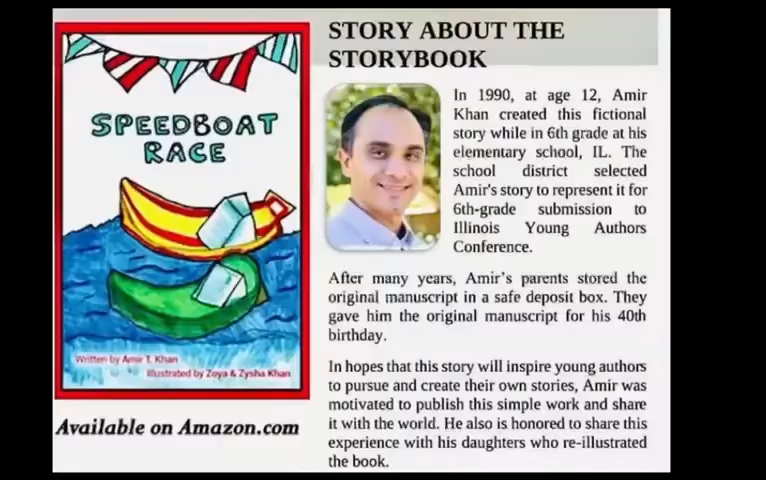 SPEEDBOAT
RACE
Written by Amir T. Khan
Illustrated by Zoya & Zysha Khan
Available on Amazon.com
STORY ABOUT THE
STORYBOOK
In 1990, at age 12, Amir
Khan created this fictional
story while in 6th grade at his
elementary school, IL. The
school district selected
Amir's story to represent it for
6th-grade submission to
Illinois Young Authors
Conference.
After many years, Amir's parents stored the
original manuscript in a safe deposit box. They
gave him the original manuscript for his 40th
birthday.
In hopes that this story will inspire young authors
to pursue and create their own stories, Amir was
motivated to publish this simple work and share
it with the world. He also is honored to share this
experience with his daughters who re-illustrated
the book.